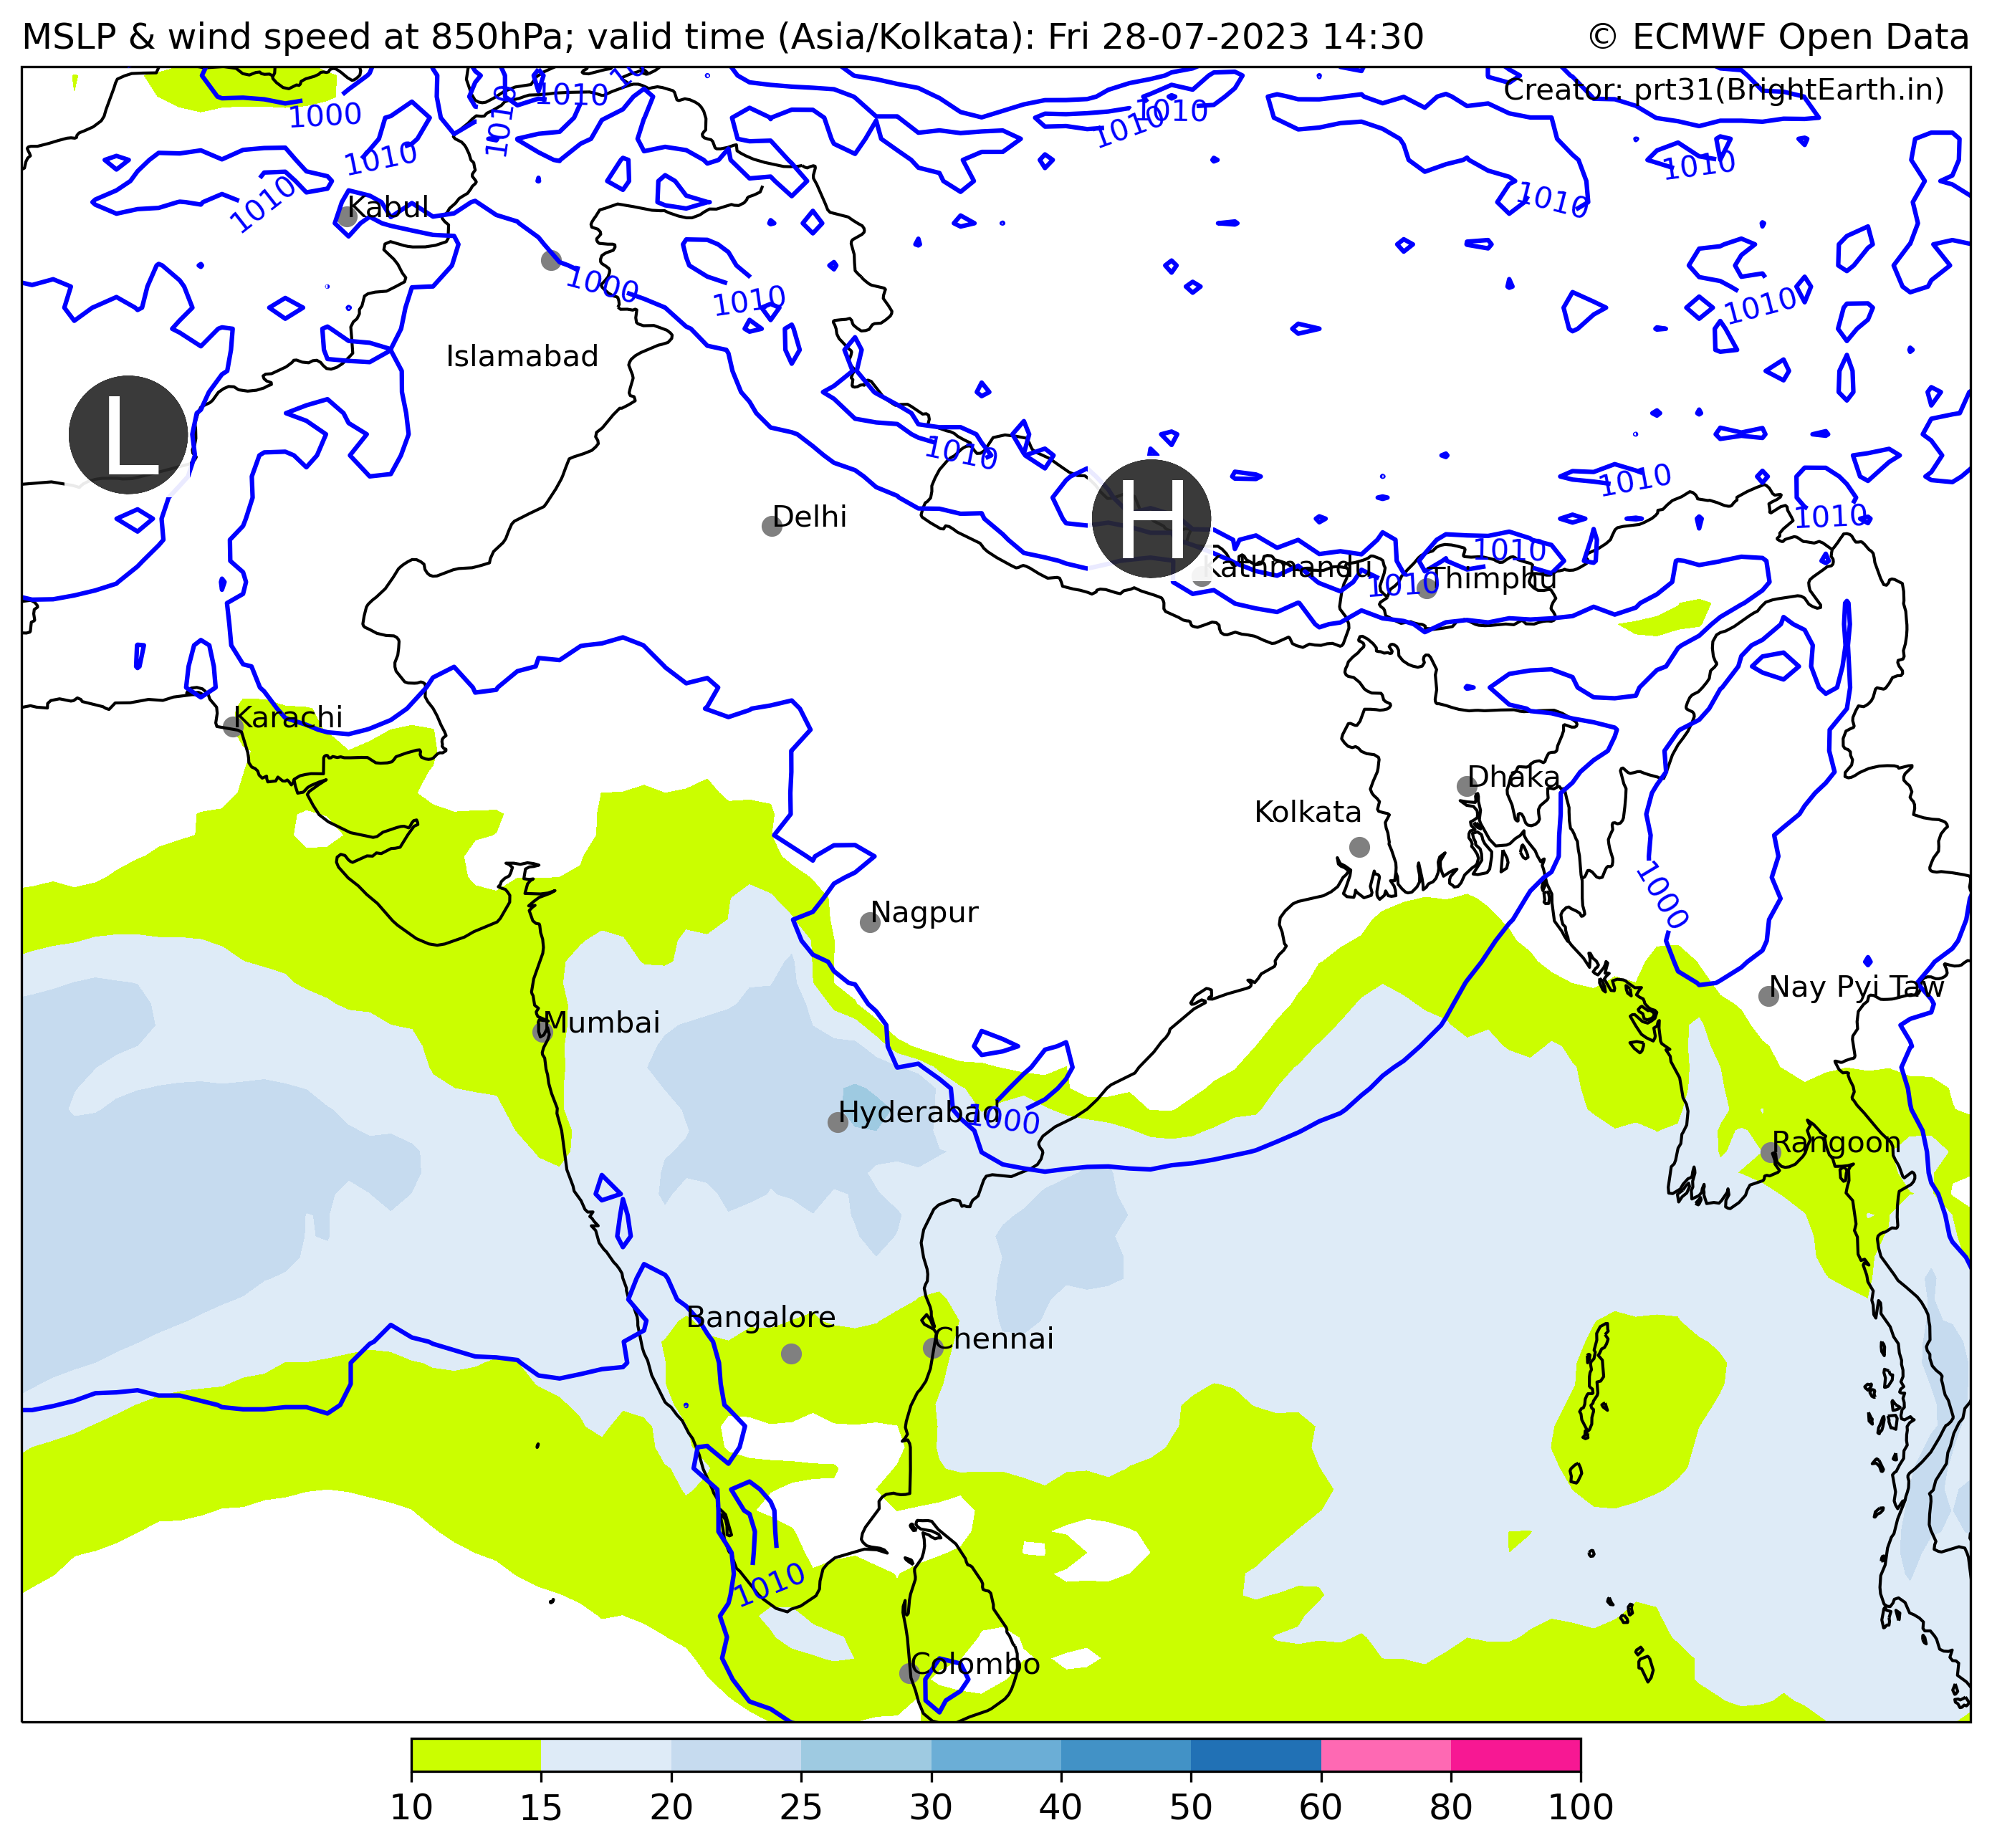 MSLP & wind speed at 850hPa; valid time (Asia/Kolkata): Fri 28-07-2023 14:30
© ECMWF Open Data
Creator: prt31(BrightEarth.in)
1010
1000
1010
1010
1010
1010
1010
1010
1010
1010
Kabul
1000
1010
1010
Islamabad
L
1010
1010
H
Delhi
1010
1010
Kathmandu
1010
Thimphu
Karachi
Dhaka
Kolkata
1000
Nagpur
Nay Pyi Taw
Mumbai
Hyderabad
1000
Rangoon
Bangalore
Chennai
1010
Colombo
10 15 20 25 30 40 50 60 80 100